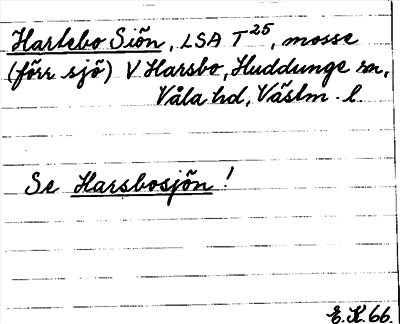 Hartebo Siön, LSA T25, mosse
(förr sjö) V Harsbo, Huddunge sn,
Våla hd, Västm. l.
Se Harsbosjön!
E.K.66.